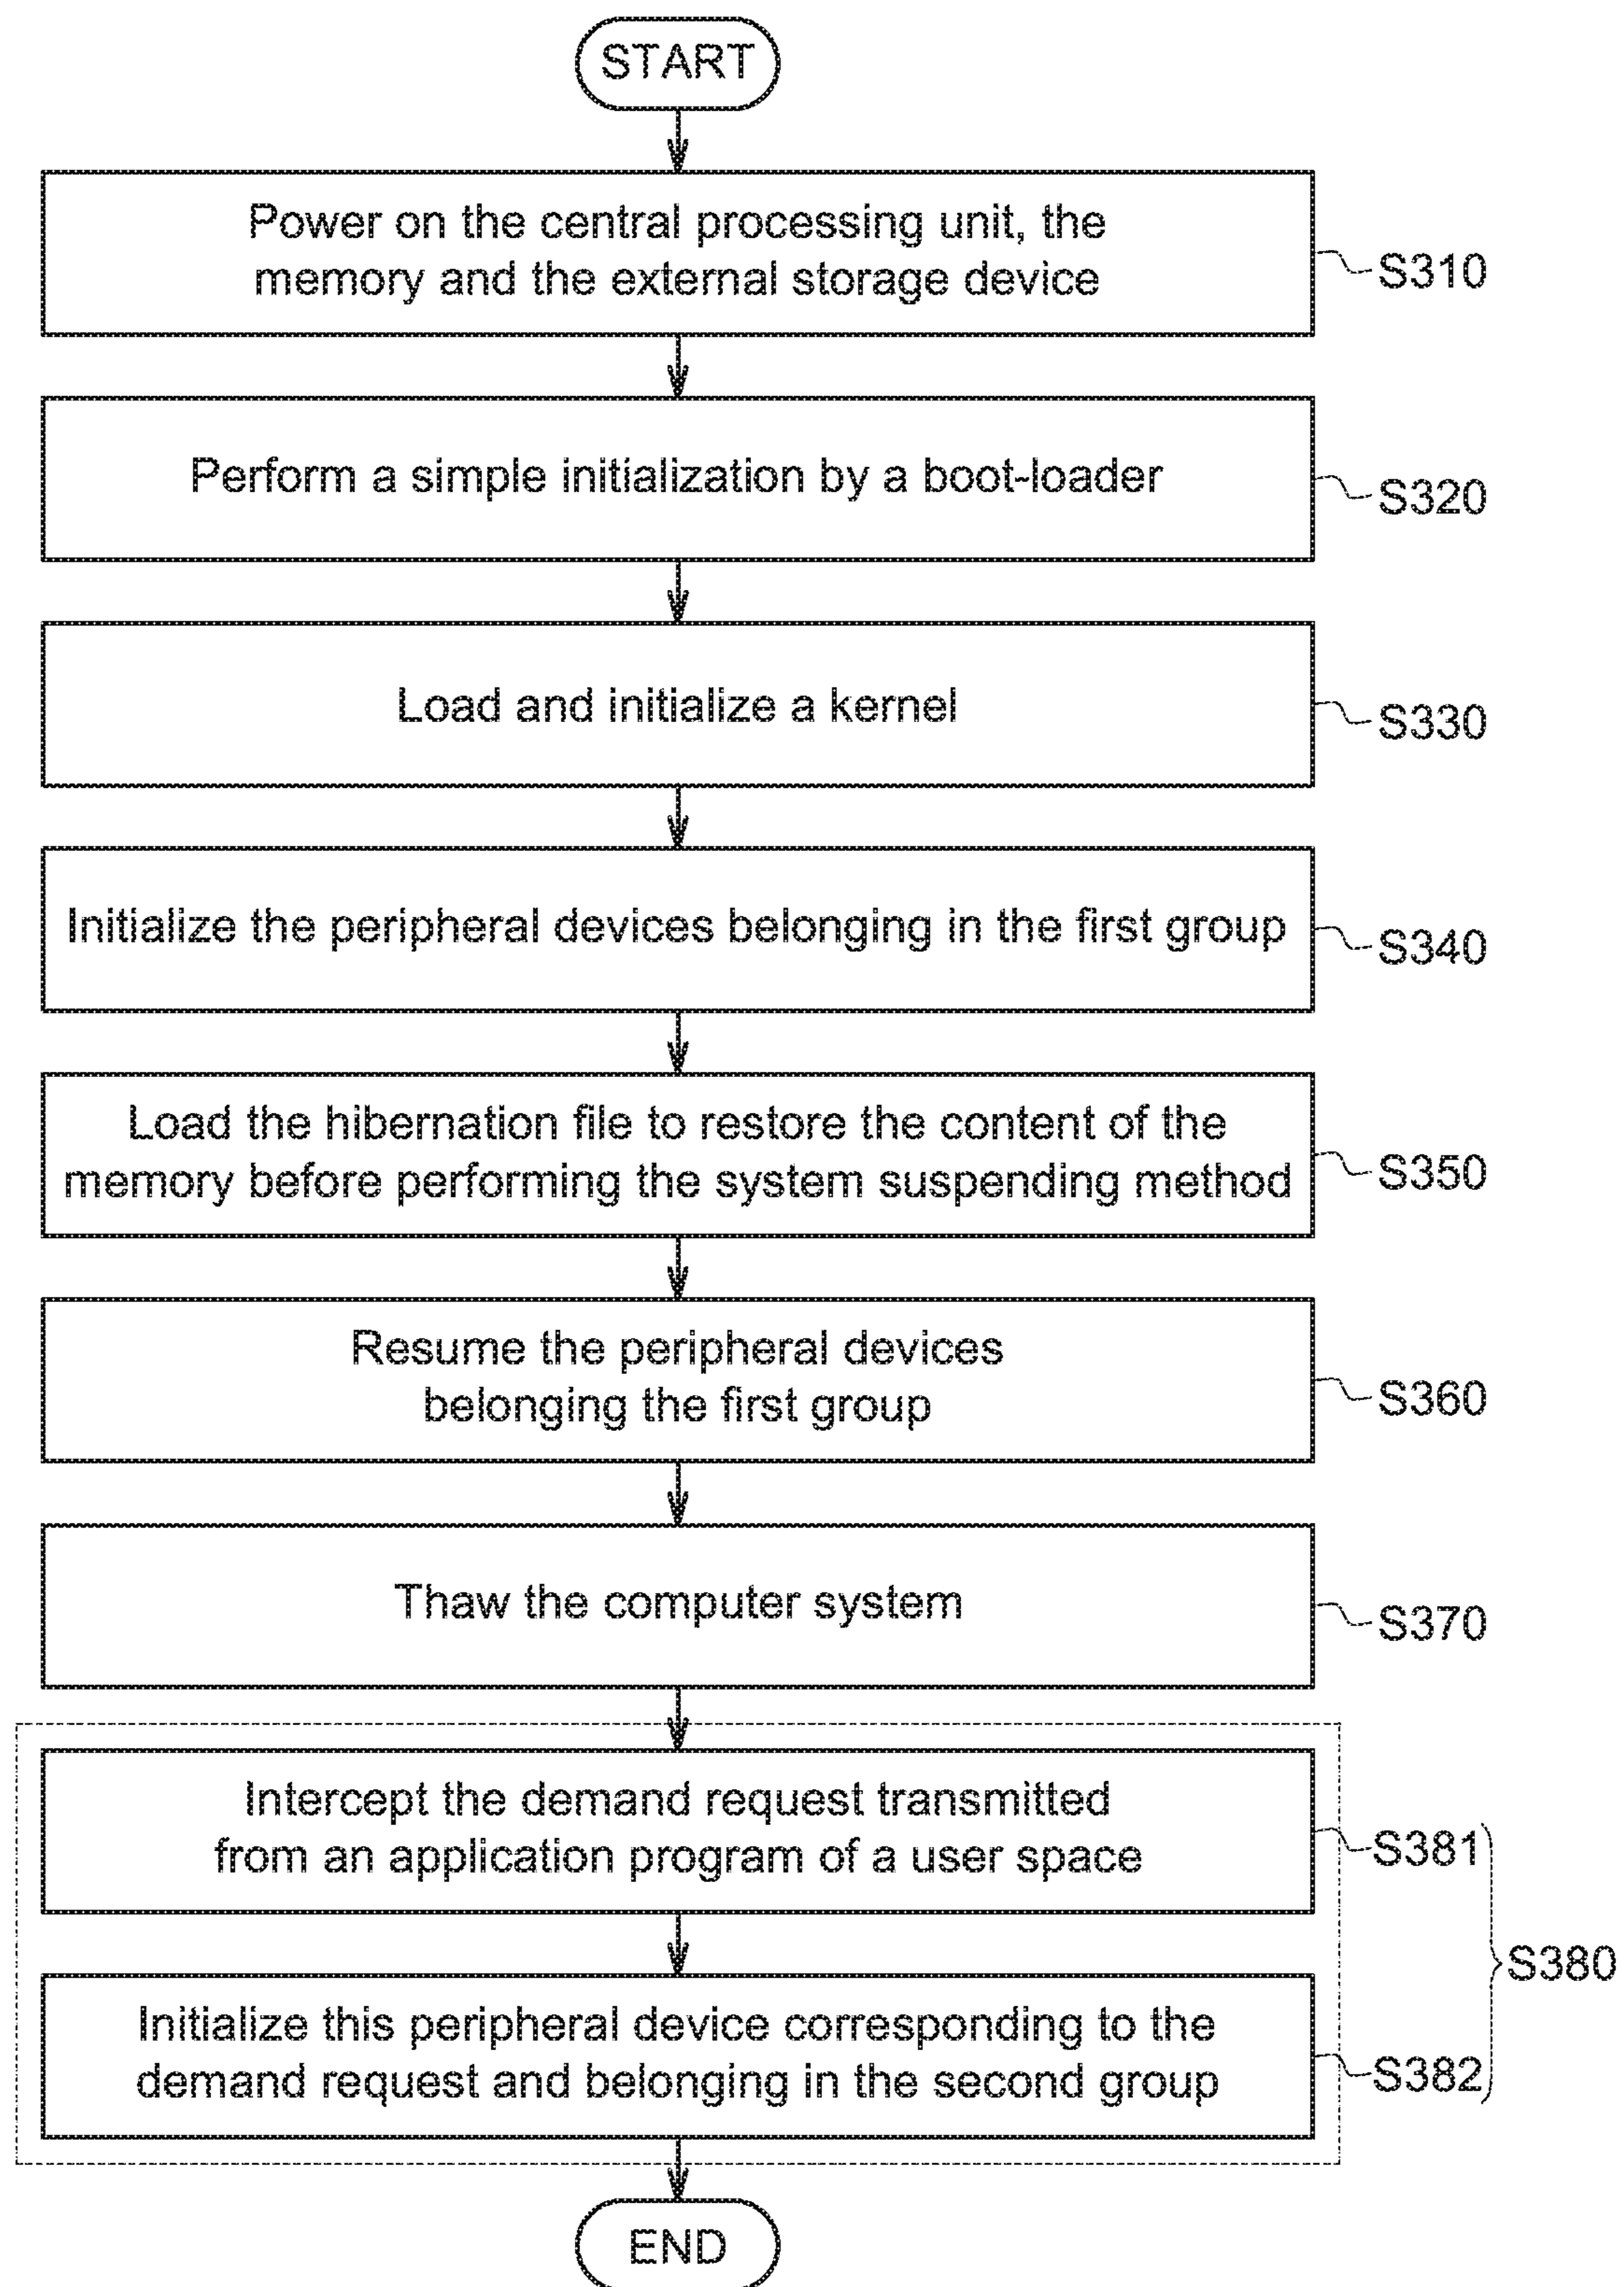 START
Power on the central processing unit, the
memory and the external storage device
S310
Perform a simple initialization by a boot-loader
S320
Load and initialize a kernel
S330
Initialize the peripheral devices belonging in the first group
S340
Load the hibernation file to restore the content of the
memory before performing the system suspending method
S350
Resume the peripheral devices
belonging the first group
S360
Thaw the computer system
S370
Intercept the demand request transmitted
from an application program of a user space
S381
Initialize this peripheral device corresponding to the
demand request and belonging in the second group
S382
S380
END